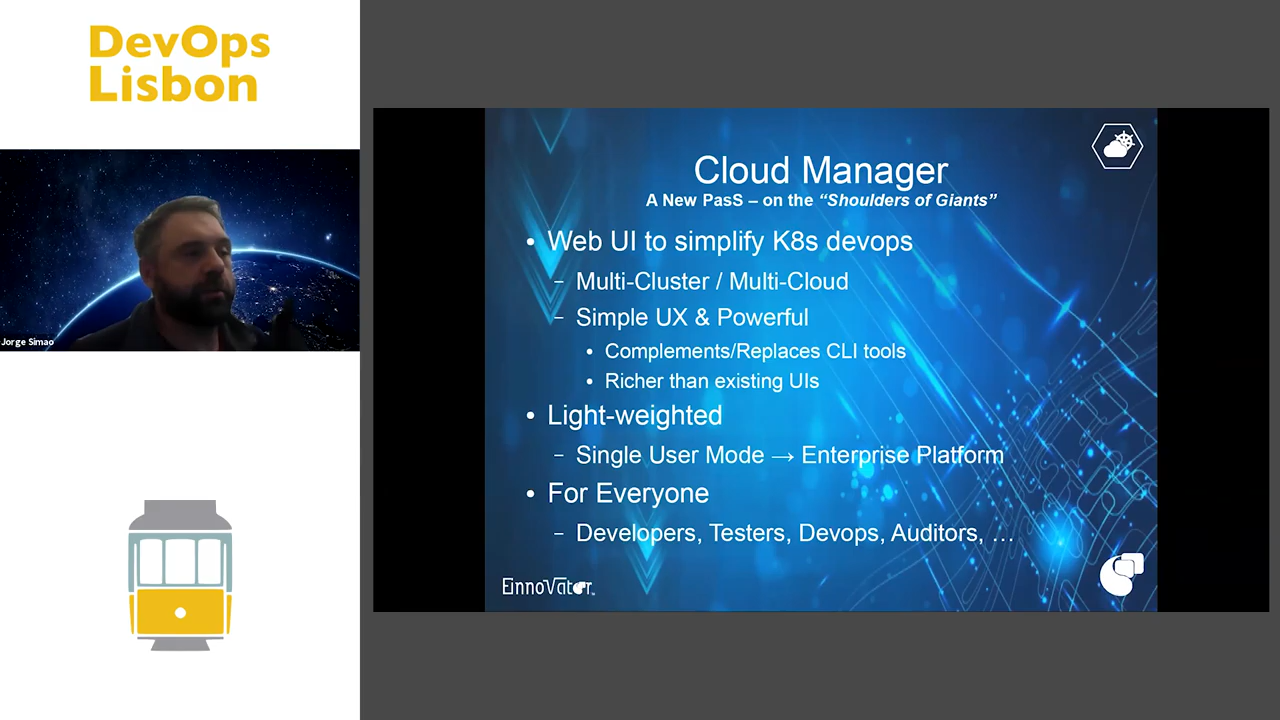 DevOps
Lisbon
Jorge Simao
Cloud Manager
A New PasS – on the “Shoulders of Giants”
• Web UI to simplify K8s devops
– Multi-Cluster / Multi-Cloud
– Simple UX & Powerful
• Complements/Replaces CLI tools
• Richer than existing UIs
• Light-weighted
– Single User Mode → Enterprise Platform
• For Everyone
– Developers, Testers, Devops, Auditors, …
EinnoVator™